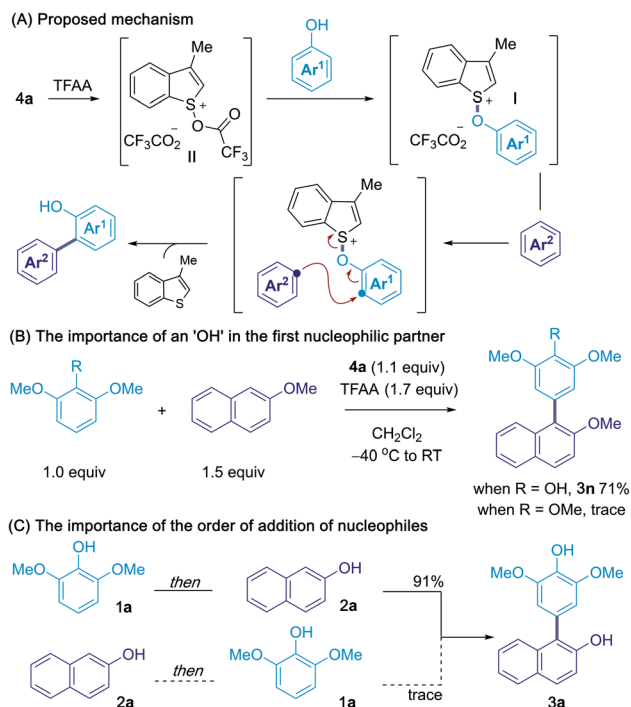 (A) Proposed mechanism
4a
TFAA
Me
S
+
O
O
CF3
CF3CO2−
II
OH
Ar1
Me
S
+
I
O
CF3CO2−
Ar1
HO
Ar1
Ar2
Me
S
Me
S
+
O
Ar2
Ar1
Ar2
(B) The importance of an 'OH' in the first nucleophilic partner
R
MeO
OMe
1.0 equiv
+
OMe
1.5 equiv
4a (1.1 equiv)
TFAA (1.7 equiv)
CH2Cl2
−40 °C to RT
R
MeO
OMe
OMe
when R = OH, 3n 71%
when R = OMe, trace
(C) The importance of the order of addition of nucleophiles
OH
MeO
OMe
1a
then
OH
2a
91%
OH
2a
then
OH
MeO
OMe
1a
trace
OH
MeO
OMe
OH
3a